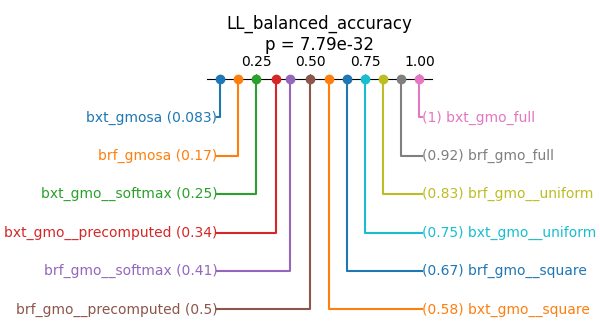 LL_balanced_accuracy
p = 7.79e-32
0.25 0.50 0.75 1.00
bxt_gmosa (0.083)
(1) bxt_gmo_full
brf_gmosa (0.17)
(0.92) brf_gmo_full
bxt_gmo__softmax (0.25)
(0.83) brf_gmo__uniform
bxt_gmo__precomputed (0.34)
(0.75) bxt_gmo__uniform
brf_gmo__softmax (0.41)
(0.67) brf_gmo__square
brf_gmo__precomputed (0.5)
(0.58) bxt_gmo__square